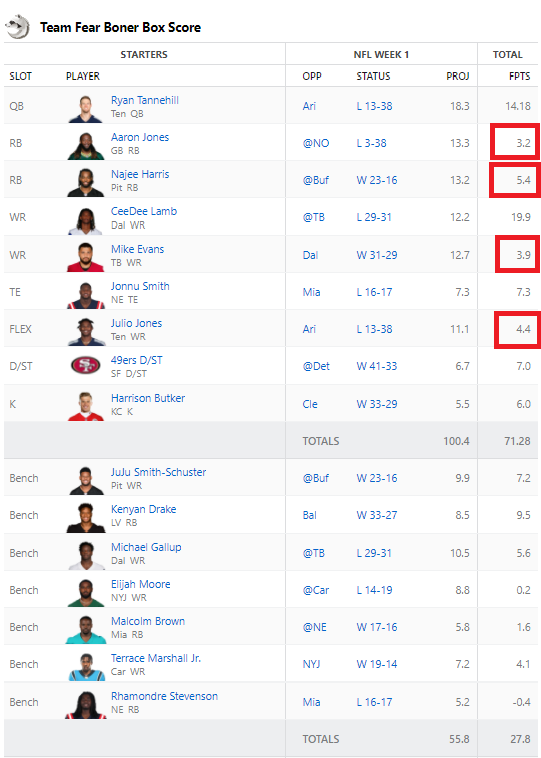 Team Fear Boner Box Score
STARTERS NFL WEEK 1 TOTAL
SLOT PLAYER OPP STATUS PROJ FPTS
QB Ryan Tannehill Ten QB Ari L 13-38 18.3 14.18
RB Aaron Jones GB RB @NO L 3-38 13.3 3.2
RB Najee Harris Pit RB @Buf W 23-16 13.2 5.4
WR CeeDee Lamb Dal WR @TB L 29-31 12.2 19.9
WR Mike Evans TB WR Dal W 31-29 12.7 3.9
TE Jonnu Smith NE TE Mia L 16-17 7.3 7.3
FLEX Julio Jones Ten WR Ari L 13-38 11.1 4.4
D/ST 49ers D/ST SF D/ST @Det W 41-33 6.7 7.0
K Harrison Butker KC K Cle W 33-29 5.5 6.0
TOTALS 100.4 71.28
Bench JuJu Smith-Schuster Pit WR @Buf W 23-16 9.9 7.2
Bench Kenyan Drake LV RB Bal W 33-27 8.5 9.5
Bench Michael Gallup Dal WR @TB L 29-31 10.5 5.6
Bench Elijah Moore NYJ WR @Car L 14-19 8.8 0.2
Bench Malcolm Brown Mia RB @NE W 17-16 5.8 1.6
Bench Terrace Marshall Jr. Car WR NYJ W 19-14 7.2 4.1
Bench Rhamondre Stevenson NE RB Mia L 16-17 5.2 -0.4
TOTALS 55.8 27.8